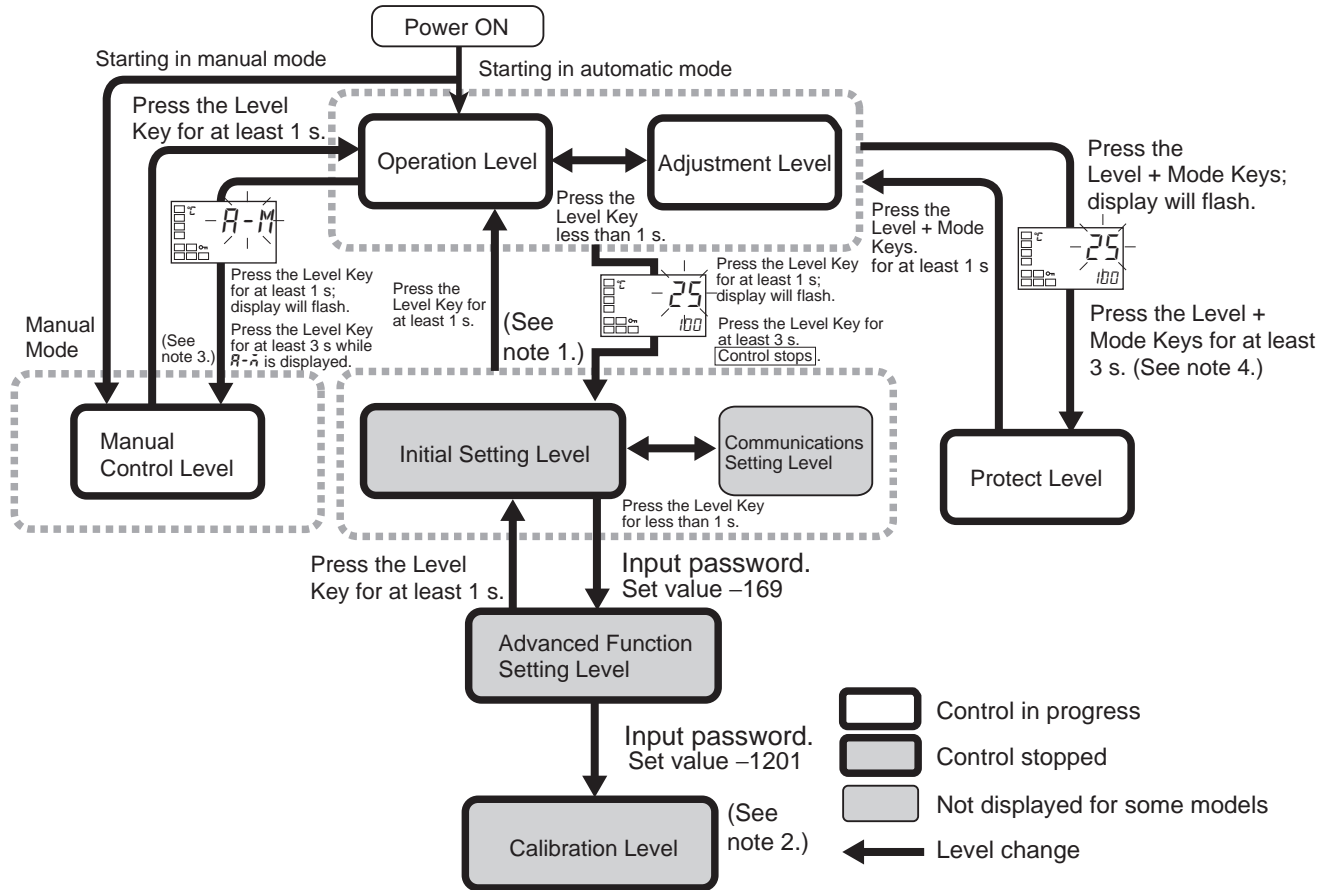 Power ON
Starting in manual mode
Starting in automatic mode
Press the Level
Key for at least 1 s.
Operation Level
Adjustment Level
Press the
Level Key
less than 1 s.
Press the
Level + Mode
Keys.
for at least 1 s
Press the
Level + Mode Keys;
display will flash.
℃
A-M
℃
25
100
℃
25
100
Press the Level Key
for at least 1 s;
display will flash.
Press the Level Key
for at least 3 s while
A-M is displayed.
Manual
Mode
(See
note 3.)
Press the
Level Key for
at least 1 s.
(See
note 1.)
Press the Level Key
for at least 1 s;
display will flash.
Press the Level Key for
at least 3 s.
Control stops.
Press the Level +
Mode Keys for at least
3 s. (See note 4.)
Manual
Control Level
Initial Setting Level
Communications
Setting Level
Protect Level
Press the Level Key
for less than 1 s.
Press the Level
Key for at least 1 s.
Input password.
Set value −169
Advanced Function
Setting Level
Input password.
Set value −1201
Calibration Level
(See
note 2.)
Control in progress
Control stopped
Not displayed for some models
Level change